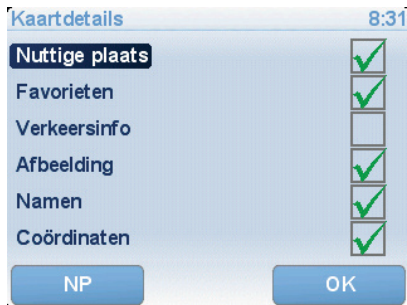 Kaartdetails 8:31
Nuttige plaats
Favorieten
Verkeersinfo
Afbeelding
Namen
Coördinaten
NP OK